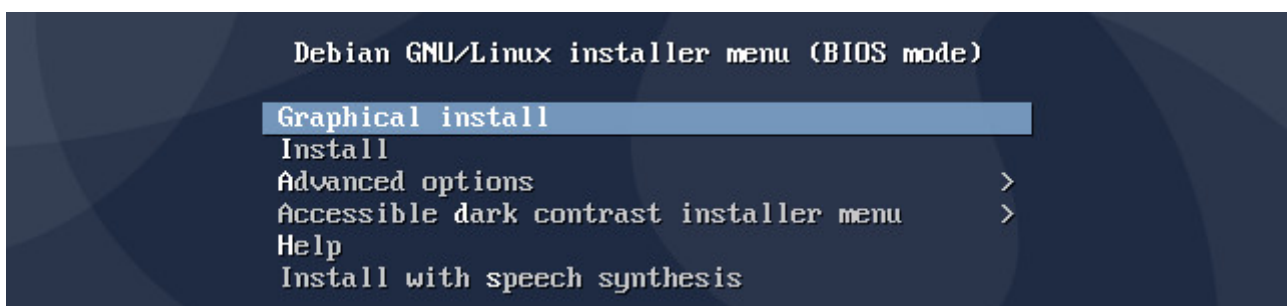 Debian GNU/Linux installer menu (BIOS mode)
Graphical install
Install
Advanced options >
Accessible dark contrast installer menu >
Help
Install with speech synthesis